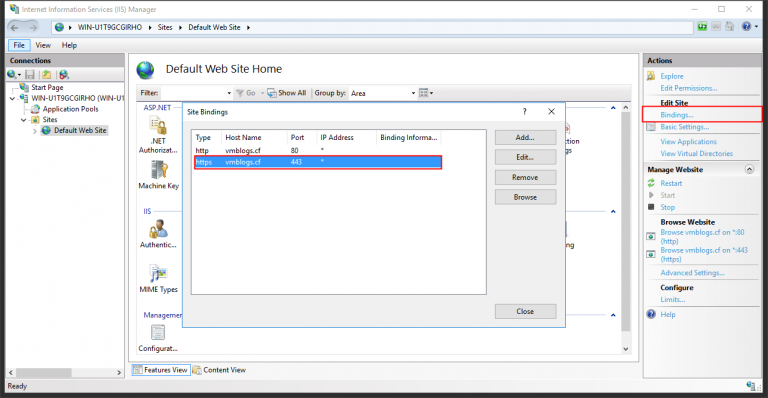 Internet Information Services (IIS) Manager
WIN-U1T9GCGIRHO
Sites
Default Web Site
File
View
Help
Connections
Start Page
WIN-U1T9GCGIRHO (WIN-U1
Application Pools
Sites
Default Web Site
Default Web Site Home
Filter:
Go
Show All
Group by:
Area
ASP.NET
.NET
Authorizat...
Machine Key
IIS
Authentic...
MIME Types
Management
Configurat...
Site Bindings
Type Host Name Port IP Address Binding Informa...
http vmblogs.cf 80 *
https vmblogs.cf 443 *
Add...
Edit...
Remove
Browse
Close
Features View
Content View
Actions
Explore
Edit Permissions...
Edit Site
Bindings...
Basic Settings...
View Applications
View Virtual Directories
Manage Website
Restart
Start
Stop
Browse Website
Browse vmblogs.cf on *:80
(http)
Browse vmblogs.cf on *:443
(https)
Advanced Settings...
Configure
Limits...
Help
Ready